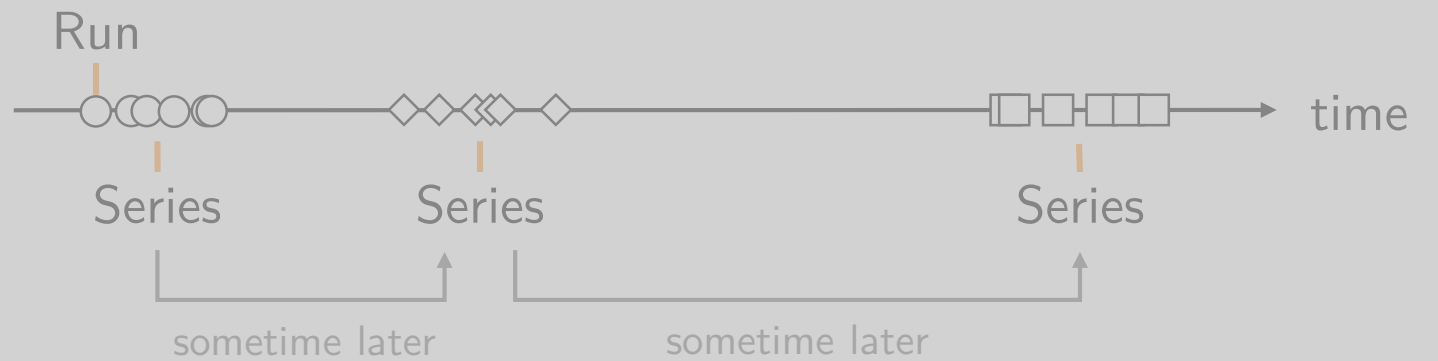 Run
time
Series
Series
Series
sometime later
sometime later